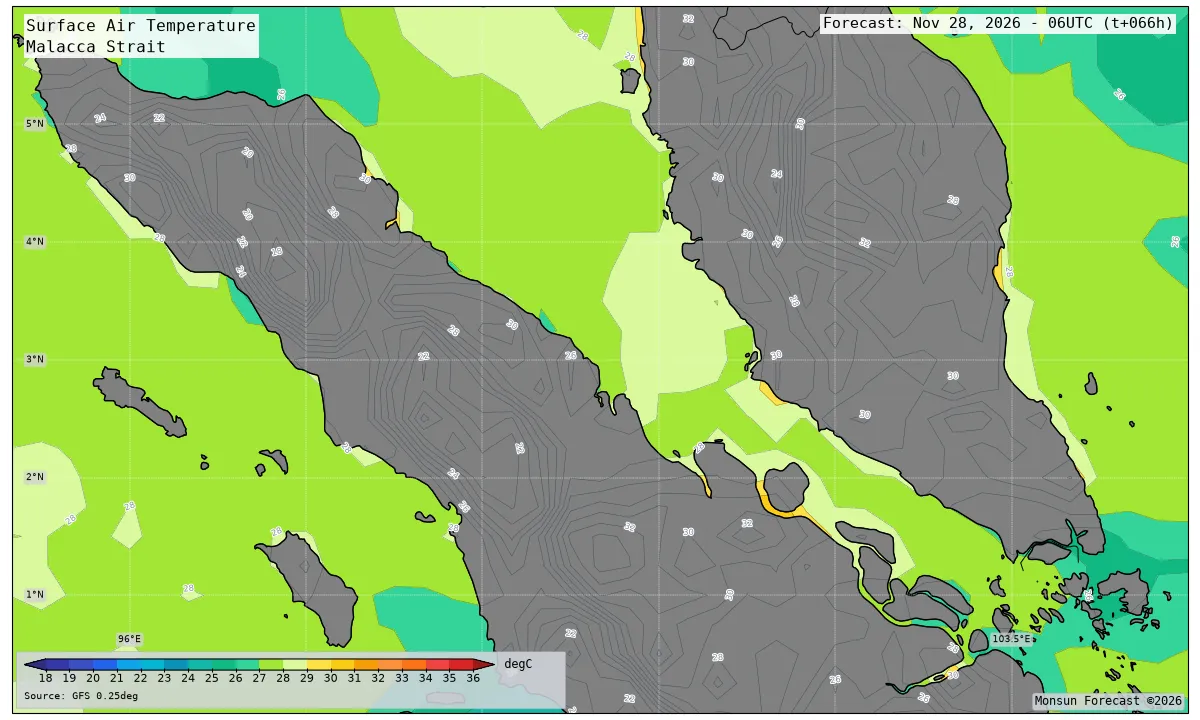 Surface Air Temperature
Malacca Strait
Forecast: Nov 28, 2026 - 06UTC (t+066h)
5°N
4°N
3°N
2°N
1°N
96°E
103.5°E
degC
18 19 20 21 22 23 24 25 26 27 28 29 30 31 32 33 34 35 36
Source: GFS 0.25deg
Monsun Forecast ©2026